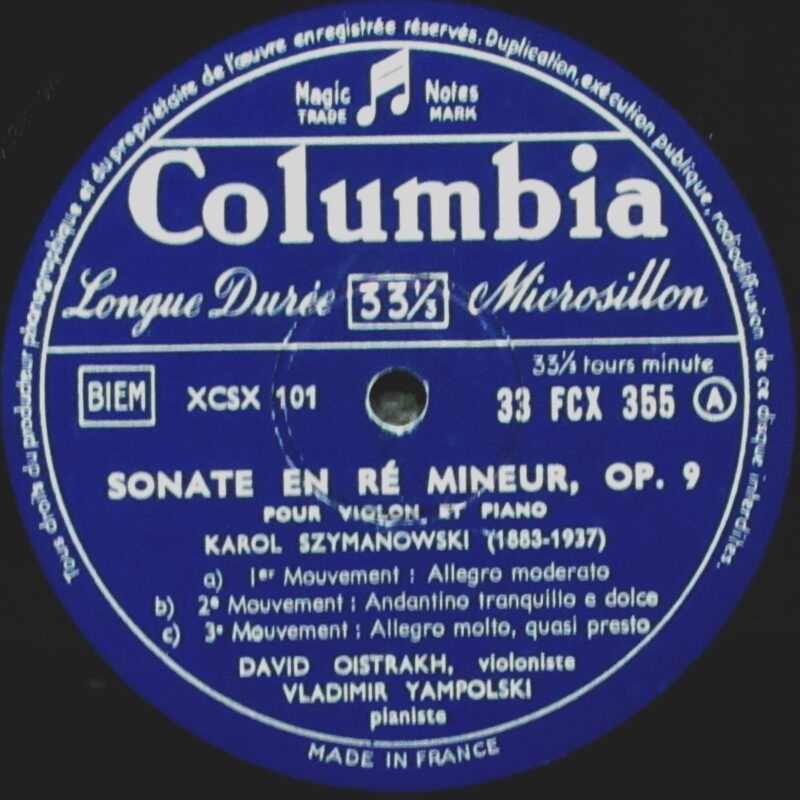 Tous droits du producteur phonographique et du propriétaire de l'œuvre enregistrée réservés. Duplication, exécution publique, radiodiffusion de ce disque interdites.
Magic Notes
TRADE MARK
Columbia
Longue Durée 33⅓ Microsillon
33⅓ tours minute
BIEM XCSX 101 33 FCX 355 A
SONATE EN RÉ MINEUR, OP. 9
POUR VIOLON ET PIANO
KAROL SZYMANOWSKI (1883-1937)
a) 1er Mouvement : Allegro moderato
b) 2e Mouvement : Andantino tranquillo e dolce
c) 3e Mouvement : Allegro molto, quasi presto
DAVID OISTRAKH, violoniste
VLADIMIR YAMPOLSKI
pianiste
MADE IN FRANCE